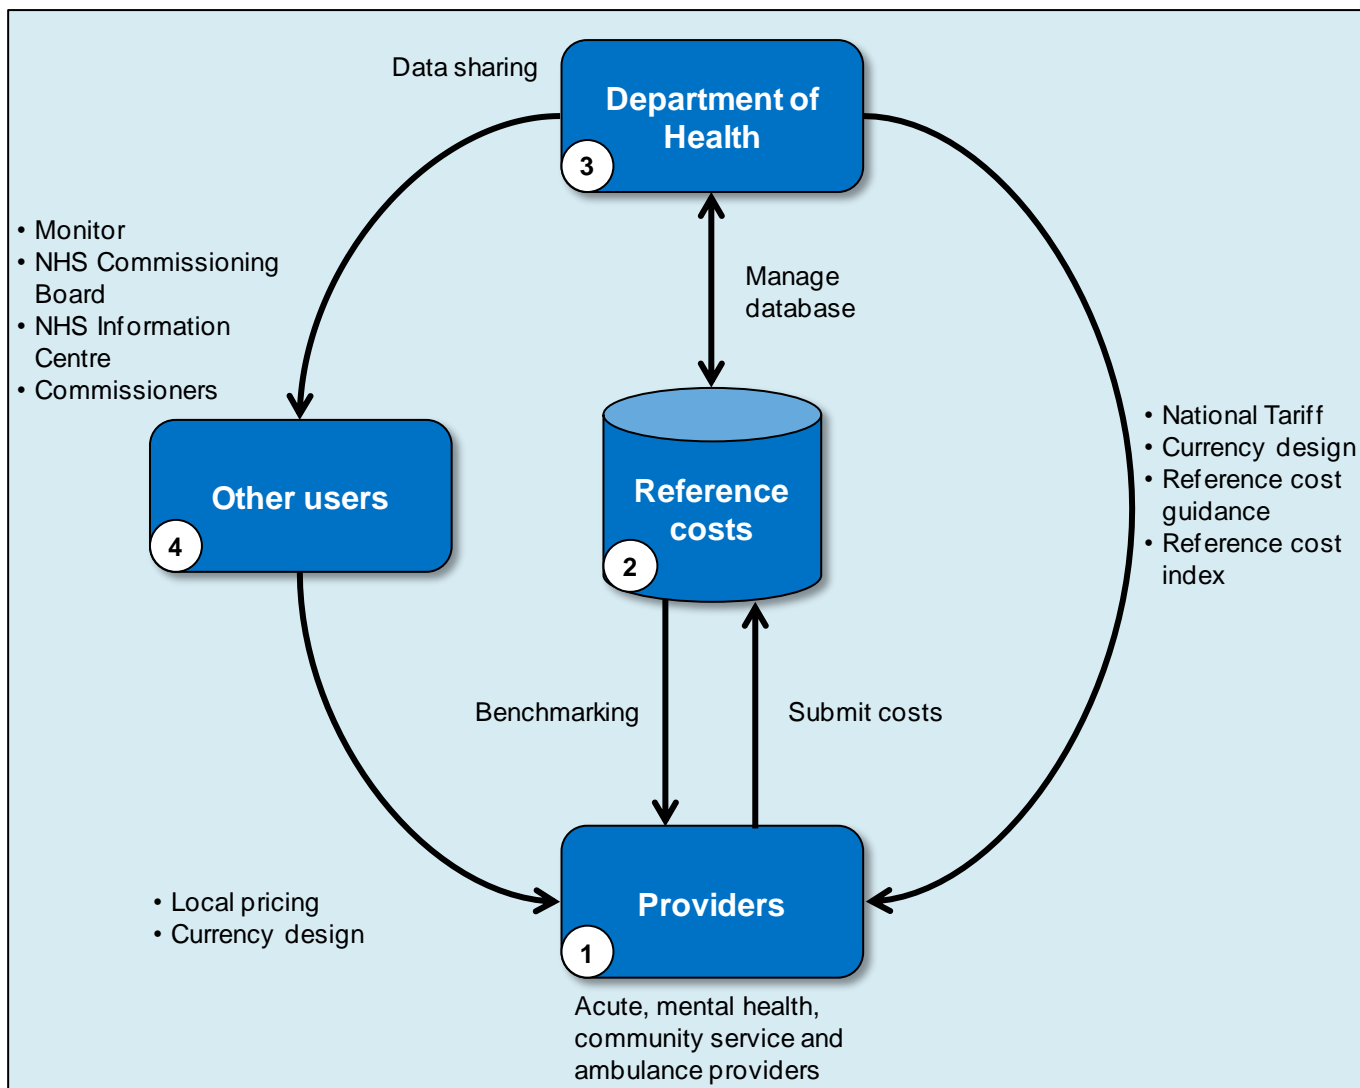 Data sharing
Department of
Health
3
• Monitor
• NHS Commissioning
Board
• NHS Information
Centre
• Commissioners
Manage
database
• National Tariff
• Currency design
• Reference cost
guidance
• Reference cost
index
Other users
4
Reference
costs
2
Benchmarking
Submit costs
• Local pricing
• Currency design
Providers
1
Acute, mental health,
community service and
ambulance providers